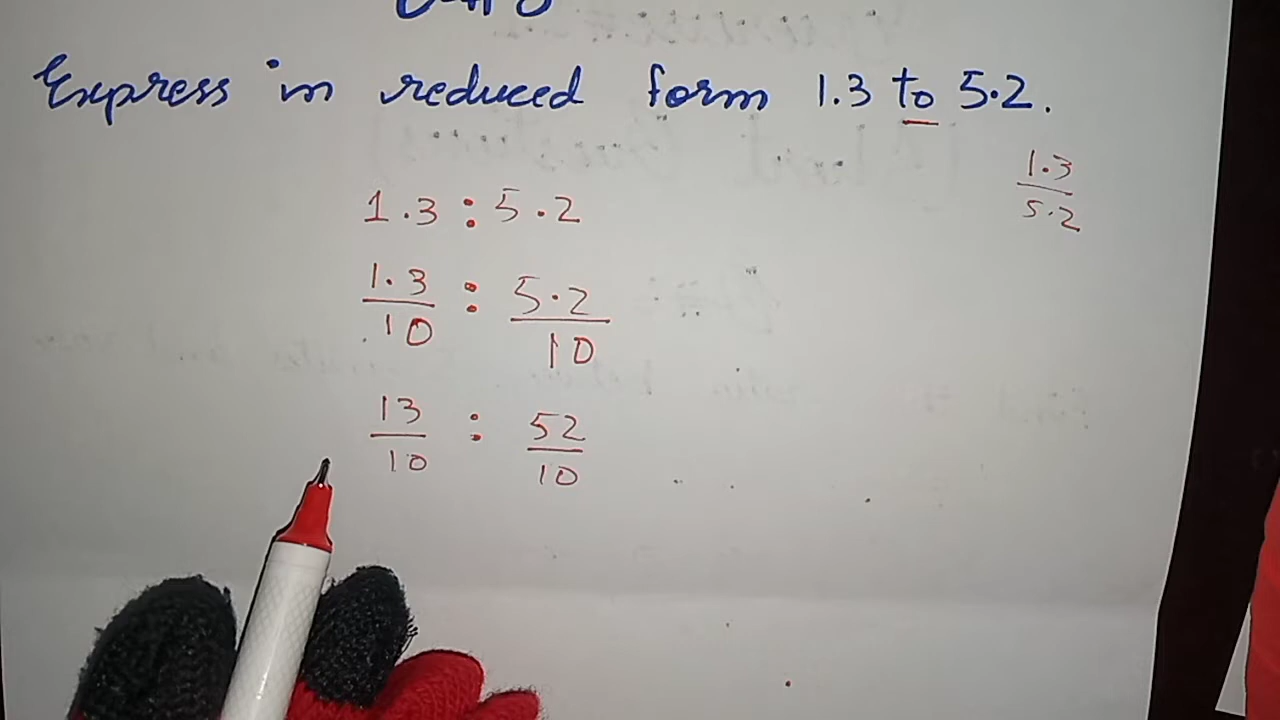 Express in reduced form 1.3 to 5.2.
1.3
5.2
1.3 : 5.2
1.3 : 5.2
10 10
13 : 52
10 10